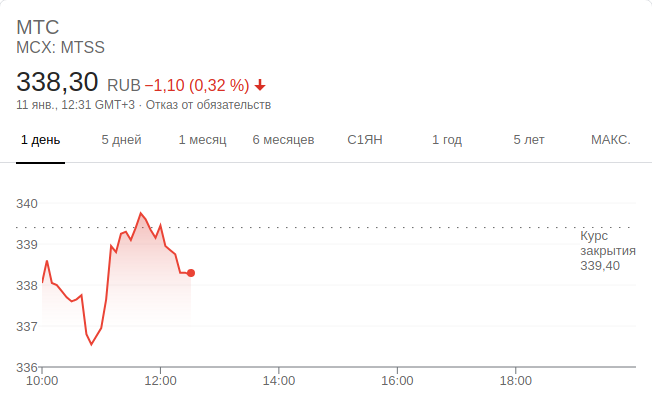 МТС
MCX: MTSS
338,30 RUB −1,10 (0,32 %)
11 янв., 12:31 GMT+3 · Отказ от обязательств
1 день 5 дней 1 месяц 6 месяцев С1ЯН 1 год 5 лет МАКС.
340
339
338
337
336
Курс
закрытия
339,40
10:00 12:00 14:00 16:00 18:00